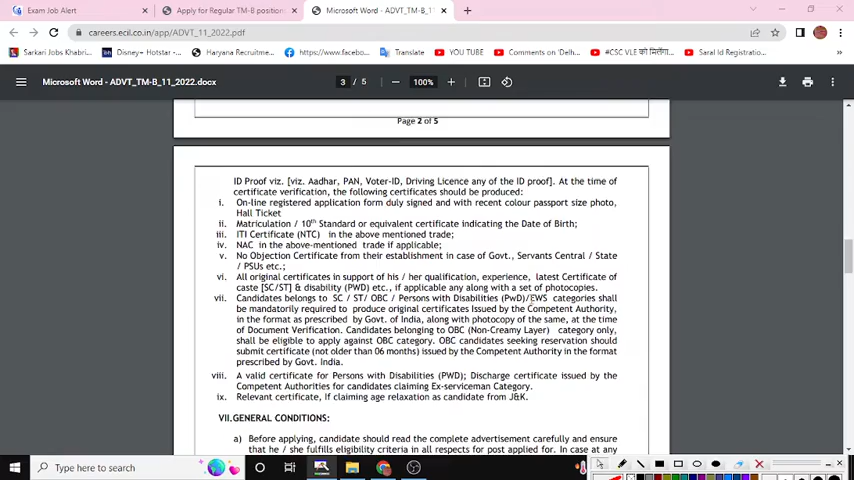 Exam Job Alert
Apply for Regular TM-B position
Microsoft Word - ADVT_TM-B_11_
careers.ecil.co.in/app/ADVT_11_2022.pdf
Sarkari Jobs Khabri...
Disney+ Hotstar - ...
Haryana Recruitme...
https://www.facebo...
Translate
YOU TUBE
Comments on 'Delh...
#CSC VLE को मिलेंगा...
Saral Id Registratio...
Microsoft Word - ADVT_TM-B_11_2022.docx
3 / 5
100%
Page 2 of 5
ID Proof viz. [viz. Aadhar, PAN, Voter-ID, Driving Licence any of the ID proof]. At the time of
certificate verification, the following certificates should be produced:
i. On-line registered application form duly signed and with recent colour passport size photo,
Hall Ticket
ii. Matriculation / 10th Standard or equivalent certificate indicating the Date of Birth;
iii. ITI Certificate (NTC) in the above mentioned trade;
iv. NAC in the above-mentioned trade if applicable;
v. No Objection Certificate from their establishment in case of Govt., Servants Central / State
/ PSUs etc.;
vi. All original certificates in support of his / her qualification, experience, latest Certificate of
caste [SC/ST] & disability (PWD) etc., if applicable any along with a set of photocopies.
vii. Candidates belongs to SC / ST/ OBC / Persons with Disabilities (PwD)/EWS categories shall
be mandatorily required to produce original certificates Issued by the Competent Authority,
in the format as prescribed by Govt. of India, along with photocopy of the same, at the time
of Document Verification. Candidates belonging to OBC (Non-Creamy Layer) category only,
shall be eligible to apply against OBC category. OBC candidates seeking reservation should
submit certificate (not older than 06 months) issued by the Competent Authority in the format
prescribed by Govt. India.
viii. A valid certificate for Persons with Disabilities (PWD); Discharge certificate issued by the
Competent Authorities for candidates claiming Ex-serviceman Category.
ix. Relevant certificate, If claiming age relaxation as candidate from J&K.
VII.GENERAL CONDITIONS:
a) Before applying, candidate should read the complete advertisement carefully and ensure
that he / she fulfills eligibility criteria in all respects for post applied for. In case at any
Type here to search